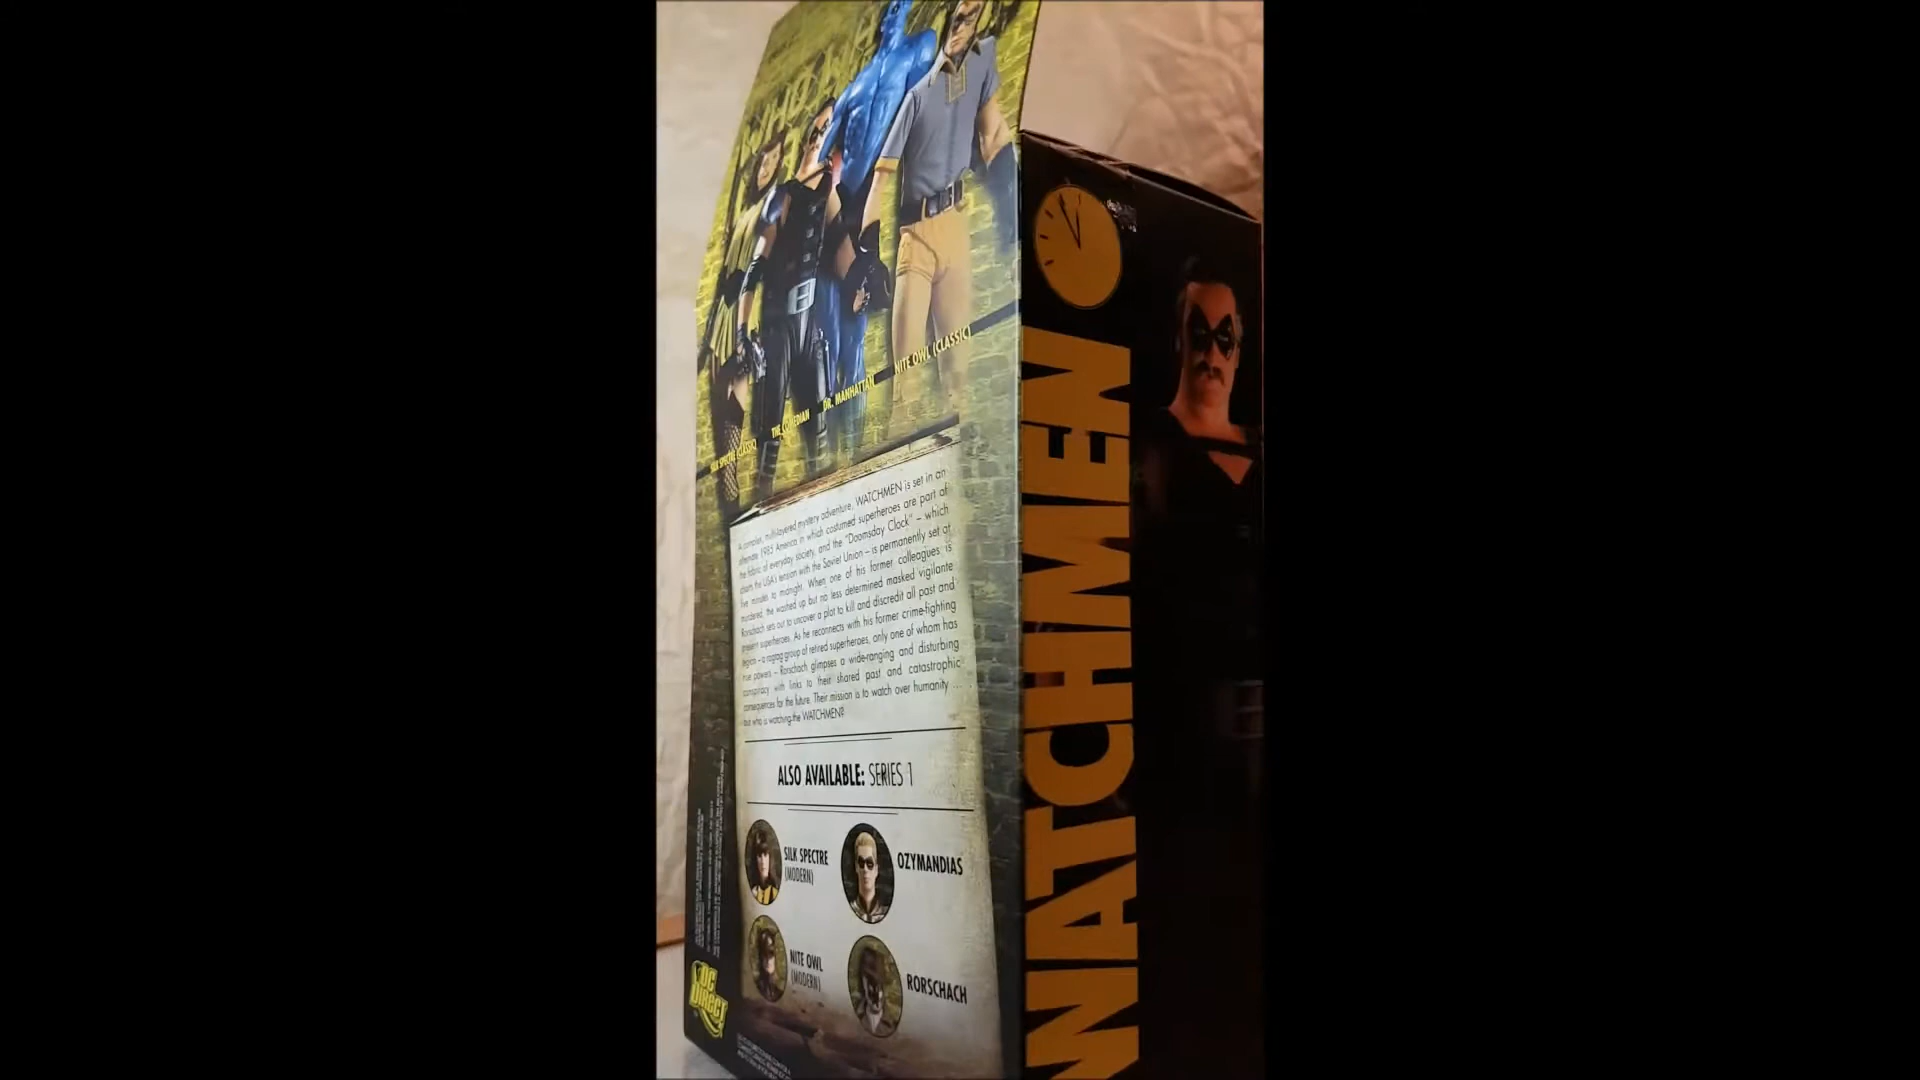 NITE OWL (CLASSIC)
DR. MANHATTAN
THE COMEDIAN
SILK SPECTRE (CLASSIC)
A complex, multi-layered mystery adventure, WATCHMEN is set in an
alternate 1985 America in which costumed superheroes are part of
the fabric of everyday society, and the "Doomsday Clock" – which
charts the USA's tension with the Soviet Union – is permanently set at
five minutes to midnight. When one of his former colleagues is
murdered, the washed up but no less determined masked vigilante
Rorschach sets out to uncover a plot to kill and discredit all past and
present superheroes. As he reconnects with his former crime-fighting
legion – a ragtag group of retired superheroes, only one of whom has
true powers – Rorschach glimpses a wide-ranging and disturbing
conspiracy with links to their shared past and catastrophic
consequences for the future. Their mission is to watch over humanity ...
but who is watching the WATCHMEN?
ALSO AVAILABLE: SERIES 1
SILK SPECTRE
(MODERN)
OZYMANDIAS
NITE OWL
(MODERN)
RORSCHACH
DC
DIRECT
WATCHMEN